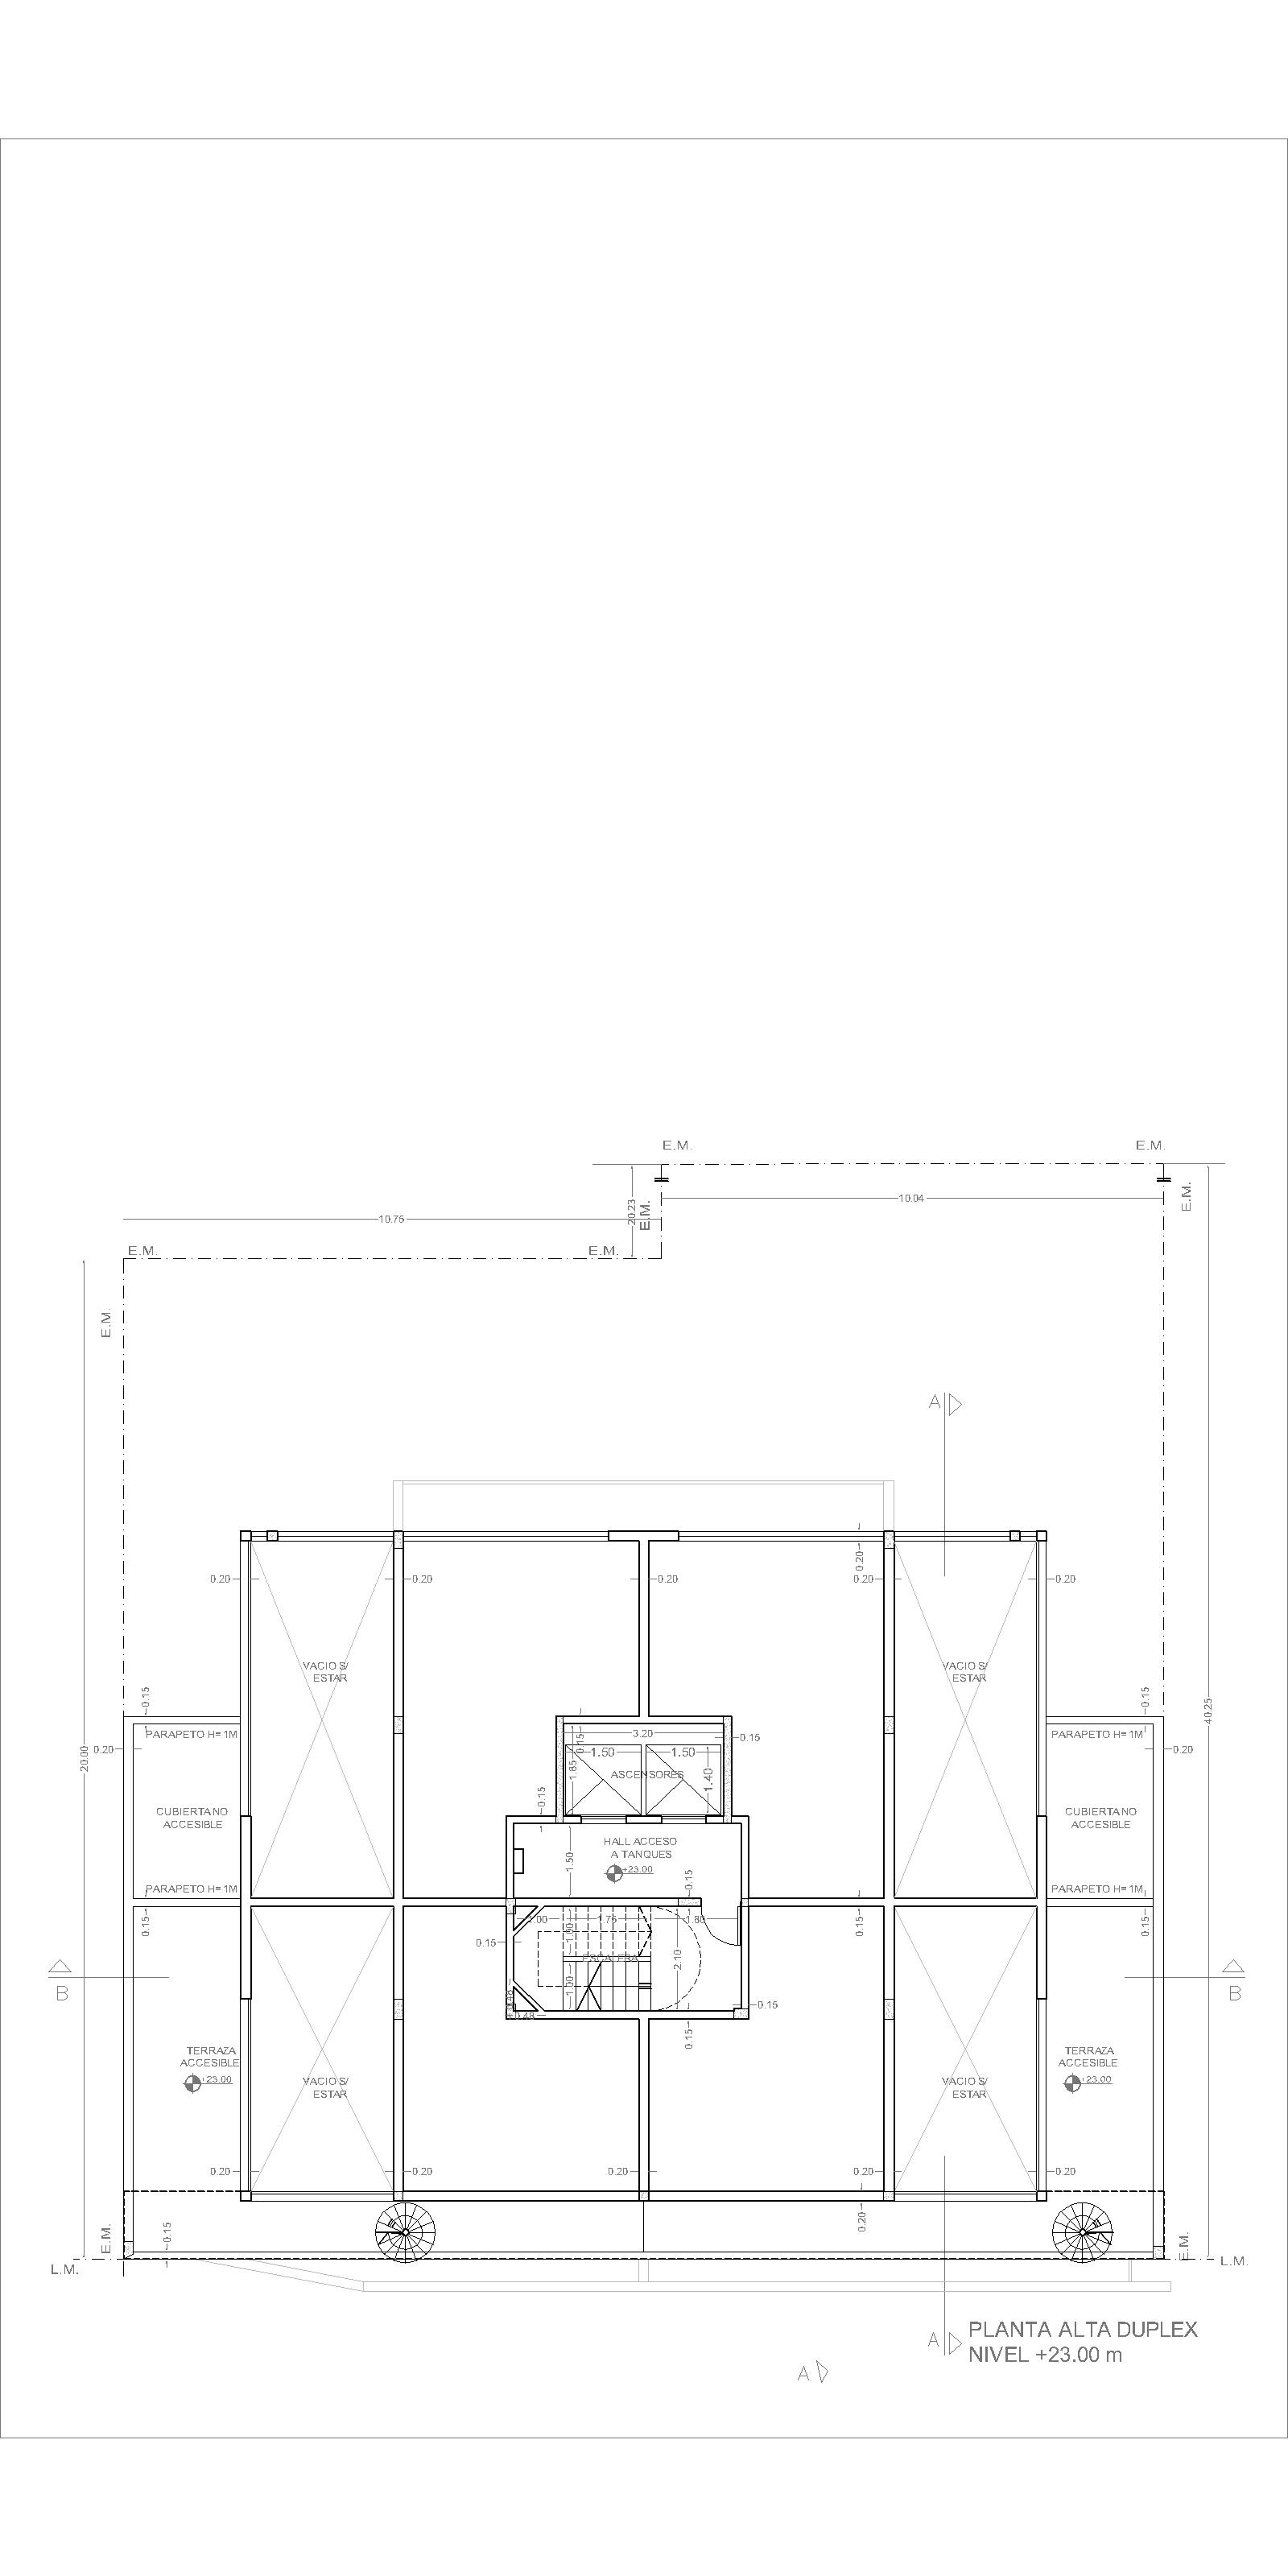 E.M.
E.M.
E.M.
10.04
20.23
E.M.
10.75
E.M.
E.M.
E.M.
A
0.20
0.20
0.20
0.20
0.20
0.20
VACIO S/
ESTAR
VACIO S/
ESTAR
0.15
0.15
40.25
20.00
PARAPETO H= 1M
PARAPETO H= 1M
0.20
0.20
3.20
0.15
0.15
1.50
1.50
1.85
ASCENSORES
1.40
0.15
CUBIERTA NO
ACCESIBLE
CUBIERTA NO
ACCESIBLE
HALL ACCESO
A TANQUES
+23.00
1.50
0.15
PARAPETO H= 1M
PARAPETO H= 1M
0.15
0.15
0.15
1.00
1.75
1.80
1.00
0.15
ESCALERA
2.10
1.00
B
B
0.48
0.15
0.15
TERRAZA
ACCESIBLE
+23.00
TERRAZA
ACCESIBLE
+23.00
VACIO S/
ESTAR
VACIO S/
ESTAR
0.20
0.20
0.20
0.20
0.20
0.20
0.15
E.M.
E.M.
L.M.
L.M.
A
PLANTA ALTA DUPLEX
NIVEL +23.00 m
A